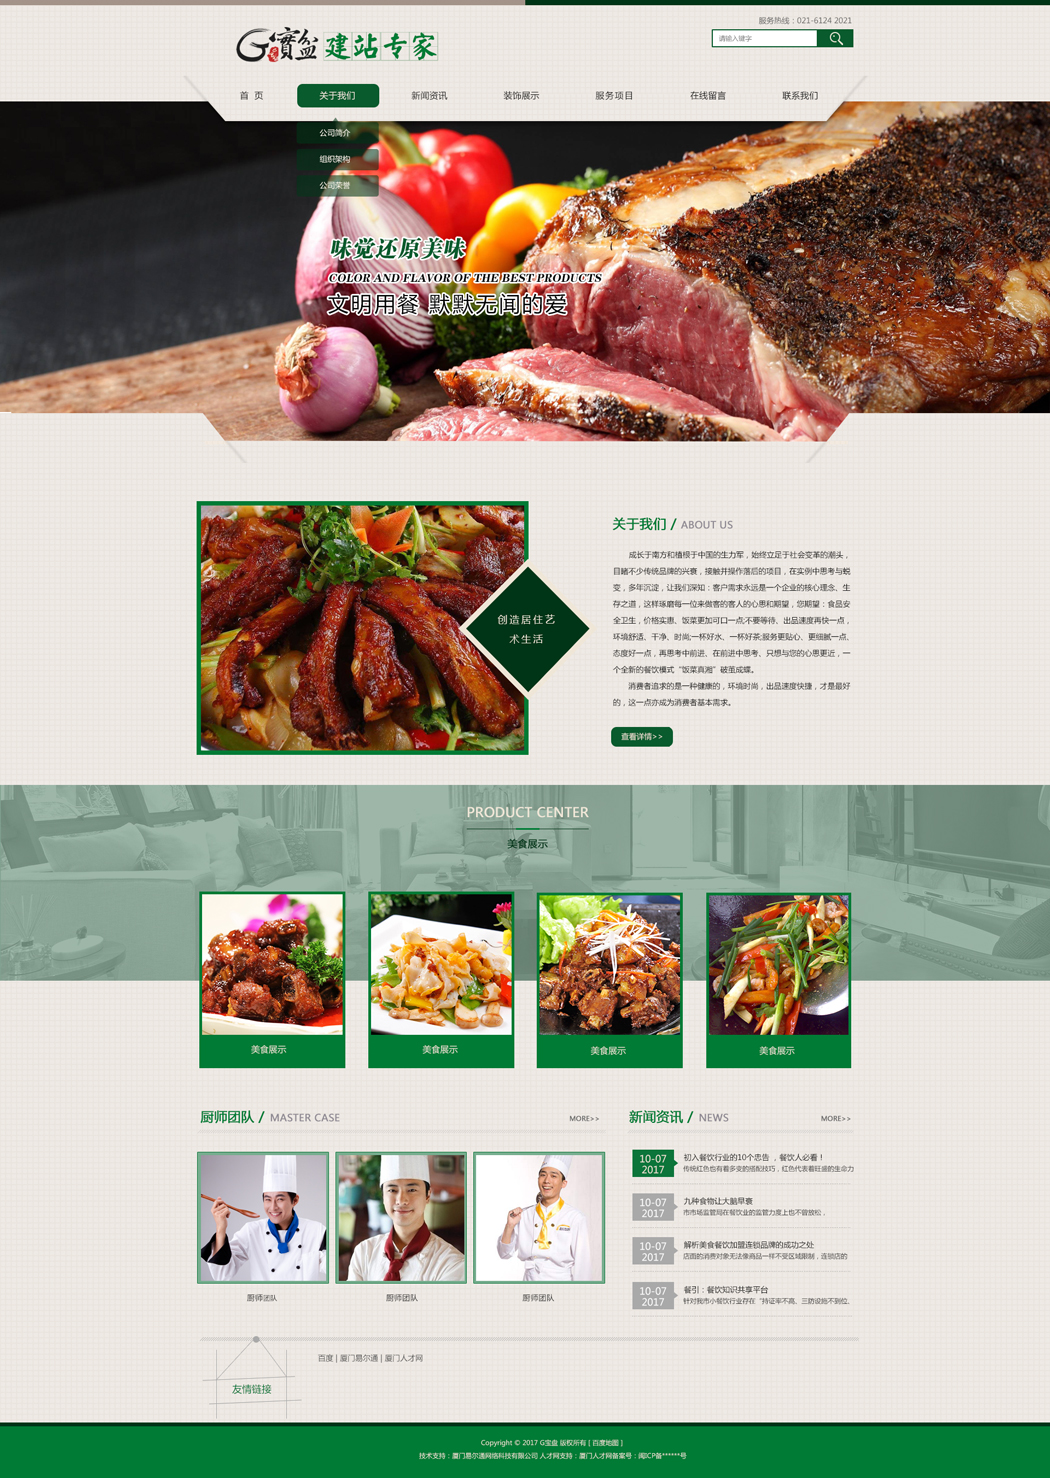 服务热线：021-6124 2021
G實盆 建站专家
请输入键字
首 页
关于我们
新闻资讯
装饰展示
服务项目
在线留言
联系我们
公司简介
组织架构
公司荣誉
味觉还原美味
COLOR AND FLAVOR OF THE BEST PRODUCTS
文明用餐 默默无闻的爱
创造居住艺
术生活
关于我们 / ABOUT US
成长于南方和植根于中国的生力军，始终立足于社会变革的潮头，
目睹不少传统品牌的兴衰，接触并操作落后的项目，在实例中思考与蜕
变，多年沉淀，让我们深知：客户需求永远是一个企业的核心理念、生
存之道，这样琢磨每一位来做客的客人的心思和期望，您期望：食品安
全卫生，价格实惠、饭菜更加可口一点;不要等待、出品速度再快一点，
环境舒适、干净、时尚;一杯好水、一杯好茶;服务更贴心、更细腻一点、
态度好一点，再思考中前进、在前进中思考、只想与您的心思更近，一
个全新的餐饮模式“饭菜真湘”破茧成蝶。
消费者追求的是一种健康的，环境时尚，出品速度快捷，才是最好
的，这一点亦成为消费者基本需求。
查看详情>>
PRODUCT CENTER
美食展示
美食展示
美食展示
美食展示
美食展示
厨师团队 / MASTER CASE
MORE>>
厨师团队
厨师团队
厨师团队
新闻资讯 / NEWS
MORE>>
10-07
2017
初入餐饮行业的10个忠告 ，餐饮人必看！
传统红色也有着多变的搭配技巧，红色代表着旺盛的生命力
10-07
2017
九种食物让大脑早衰
市市场监管局在餐饮业的监管力度上也不曾放松，
10-07
2017
解析美食餐饮加盟连锁品牌的成功之处
店面的消费对象无法像商品一样不受区域限制，连锁店的
10-07
2017
餐引：餐饮知识共享平台
针对我市小餐饮行业存在“持证率不高、三防设施不到位、
友情链接
百度 | 厦门易尔通 | 厦门人才网
Copyright © 2017 G宝盘 版权所有 [ 百度地图 ]
技术支持：厦门易尔通网络科技有限公司 人才网支持：厦门人才网备案号：闽ICP备******号